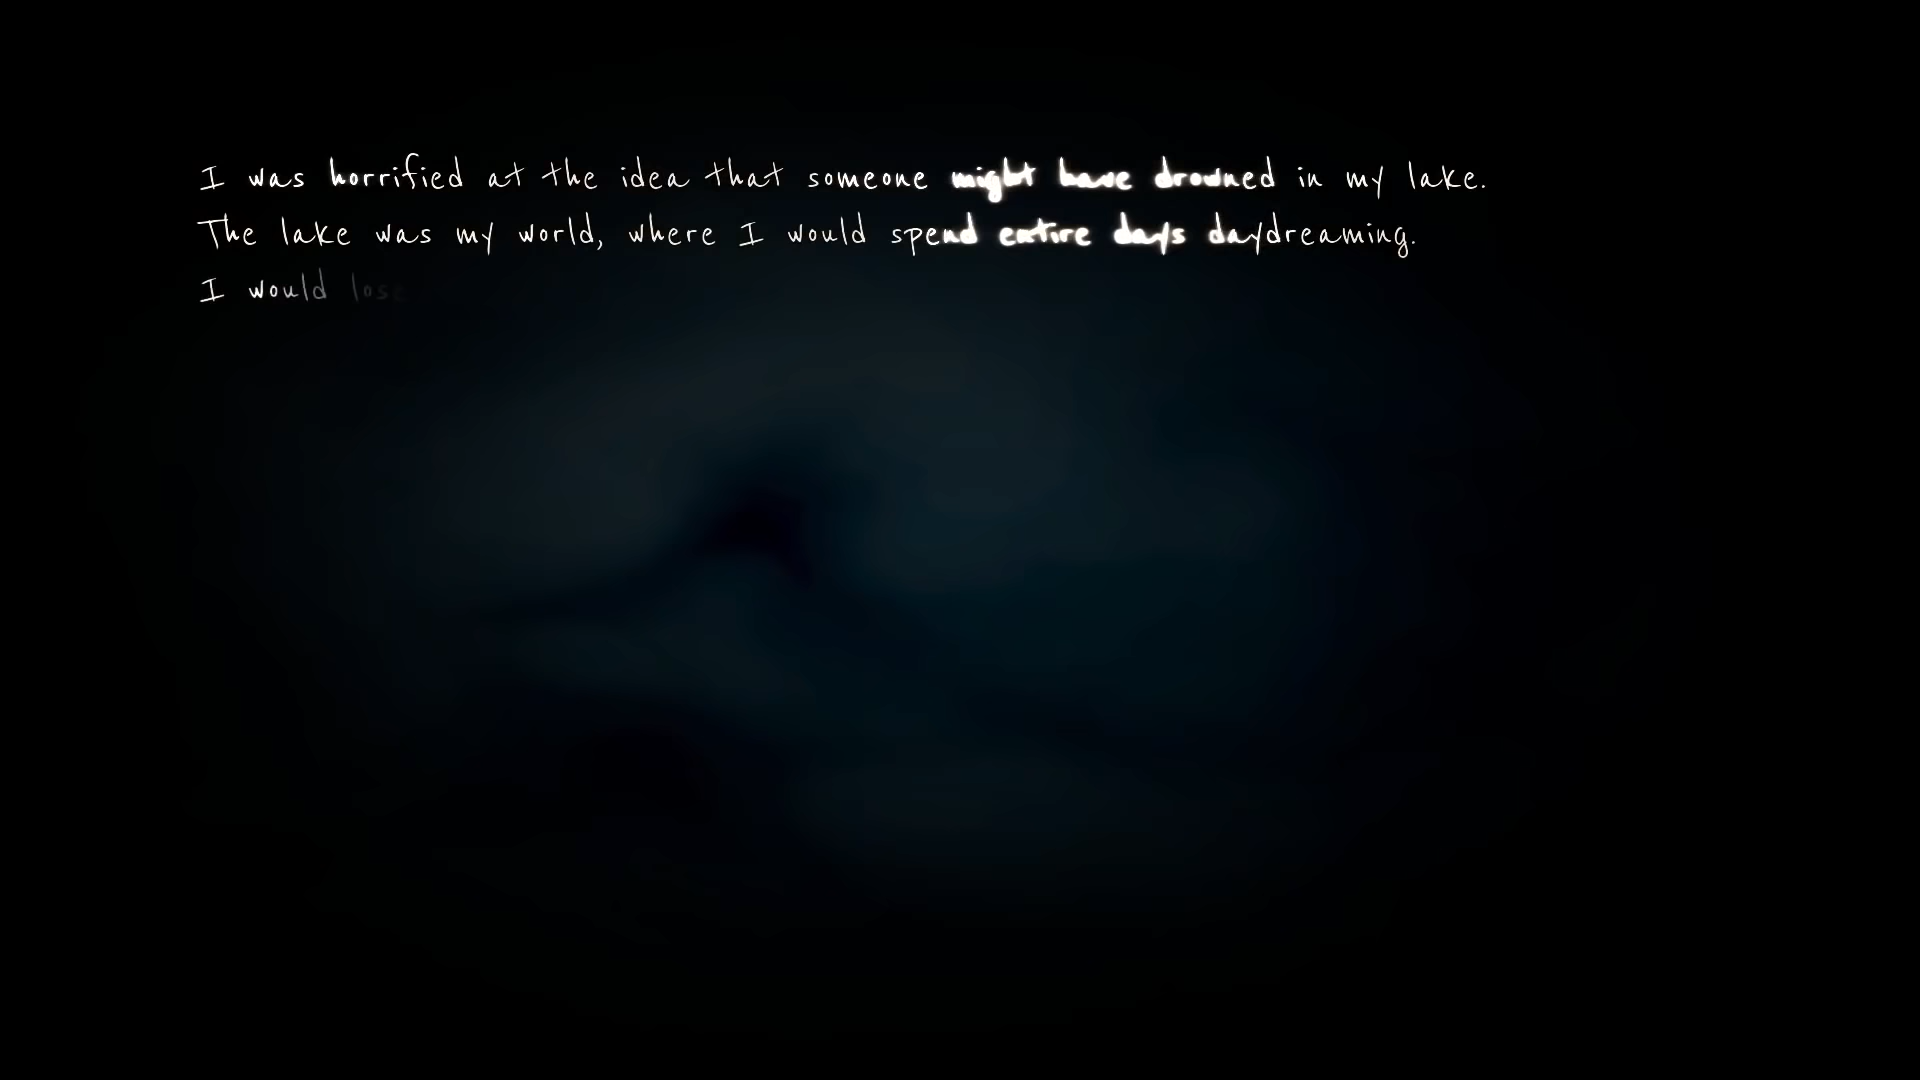 I was horrified at the idea that someone might have drowned in my lake.
The lake was my world, where I would spend entire days daydreaming.
I would lose